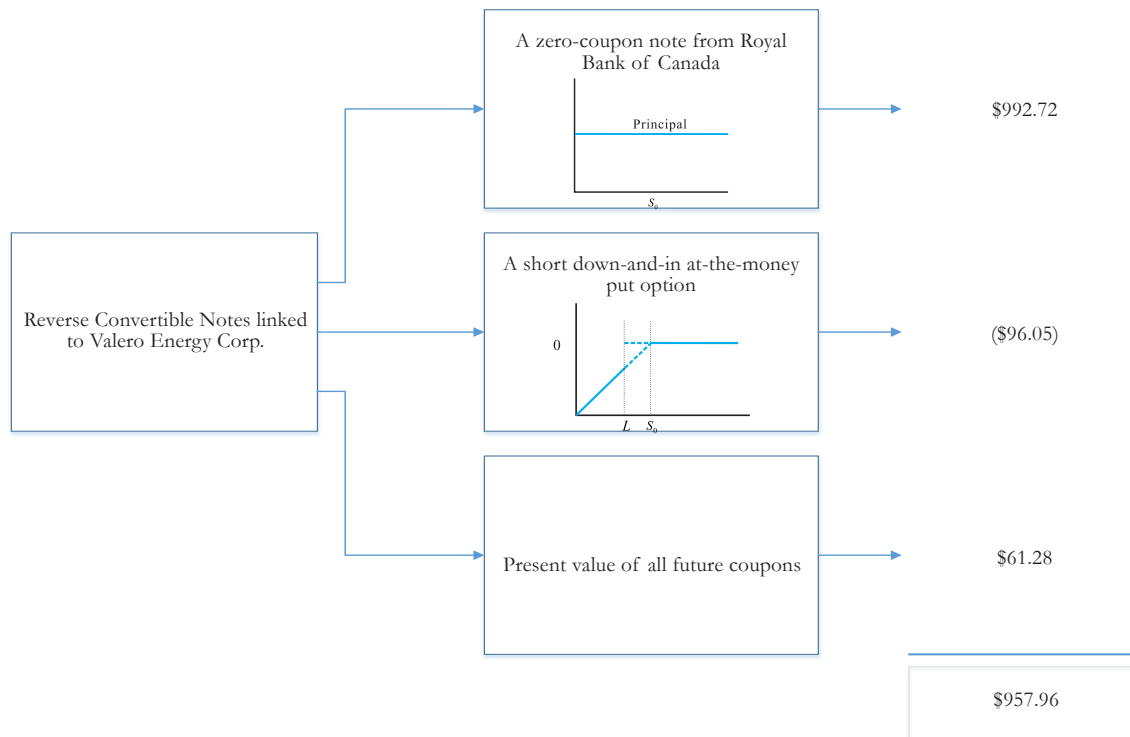 A zero-coupon note from Royal
Bank of Canada
Principal
S₀
$992.72
Reverse Convertible Notes linked
to Valero Energy Corp.
A short down-and-in at-the-money
put option
0
L S₀
($96.05)
Present value of all future coupons
$61.28
$957.96